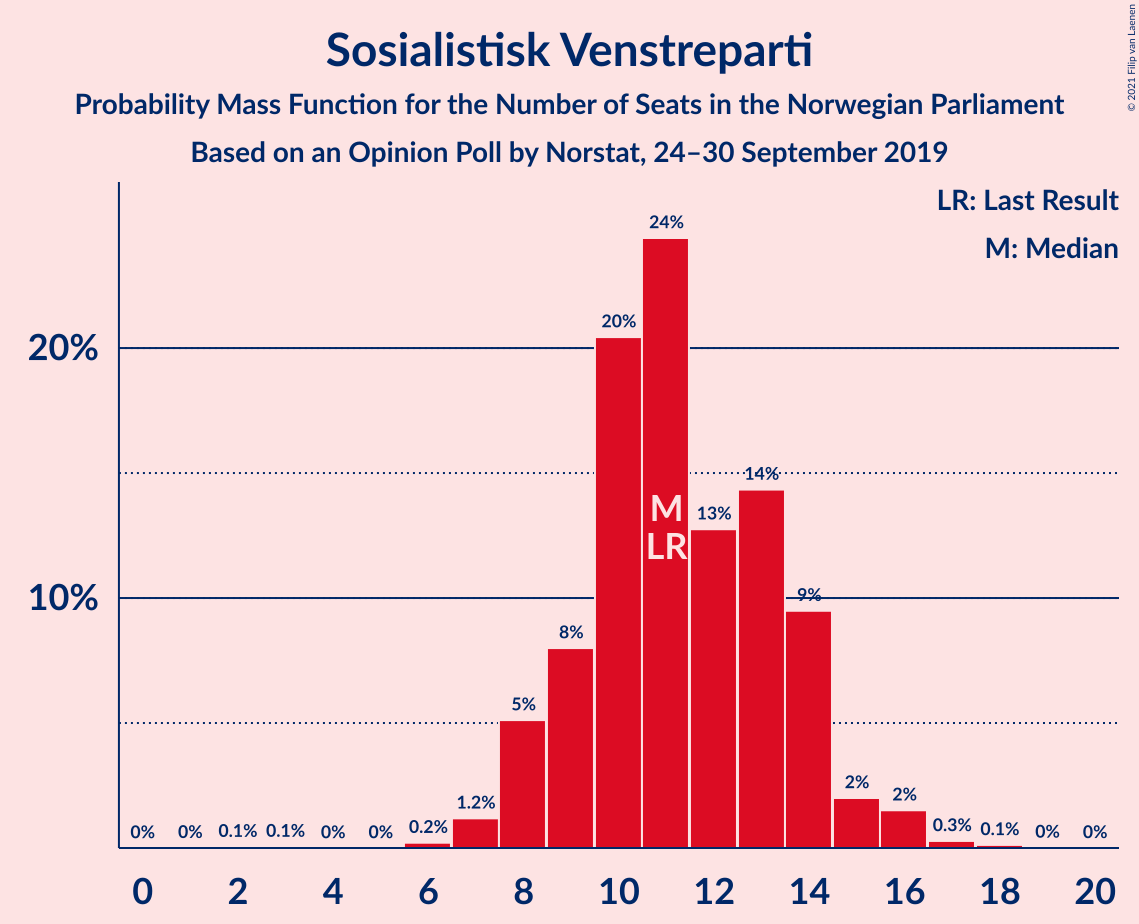 Sosialistisk Venstreparti
Probability Mass Function for the Number of Seats in the Norwegian Parliament
Based on an Opinion Poll by Norstat, 24–30 September 2019
© 2021 Filip van Laenen
LR: Last Result
M: Median
24%
20%
20%
14%
13%
M
LR
10%
9%
8%
5%
2%
2%
1.2%
0% 0% 0.1% 0.1% 0% 0% 0.2% 0.3% 0.1% 0% 0%
0 2 4 6 8 10 12 14 16 18 20